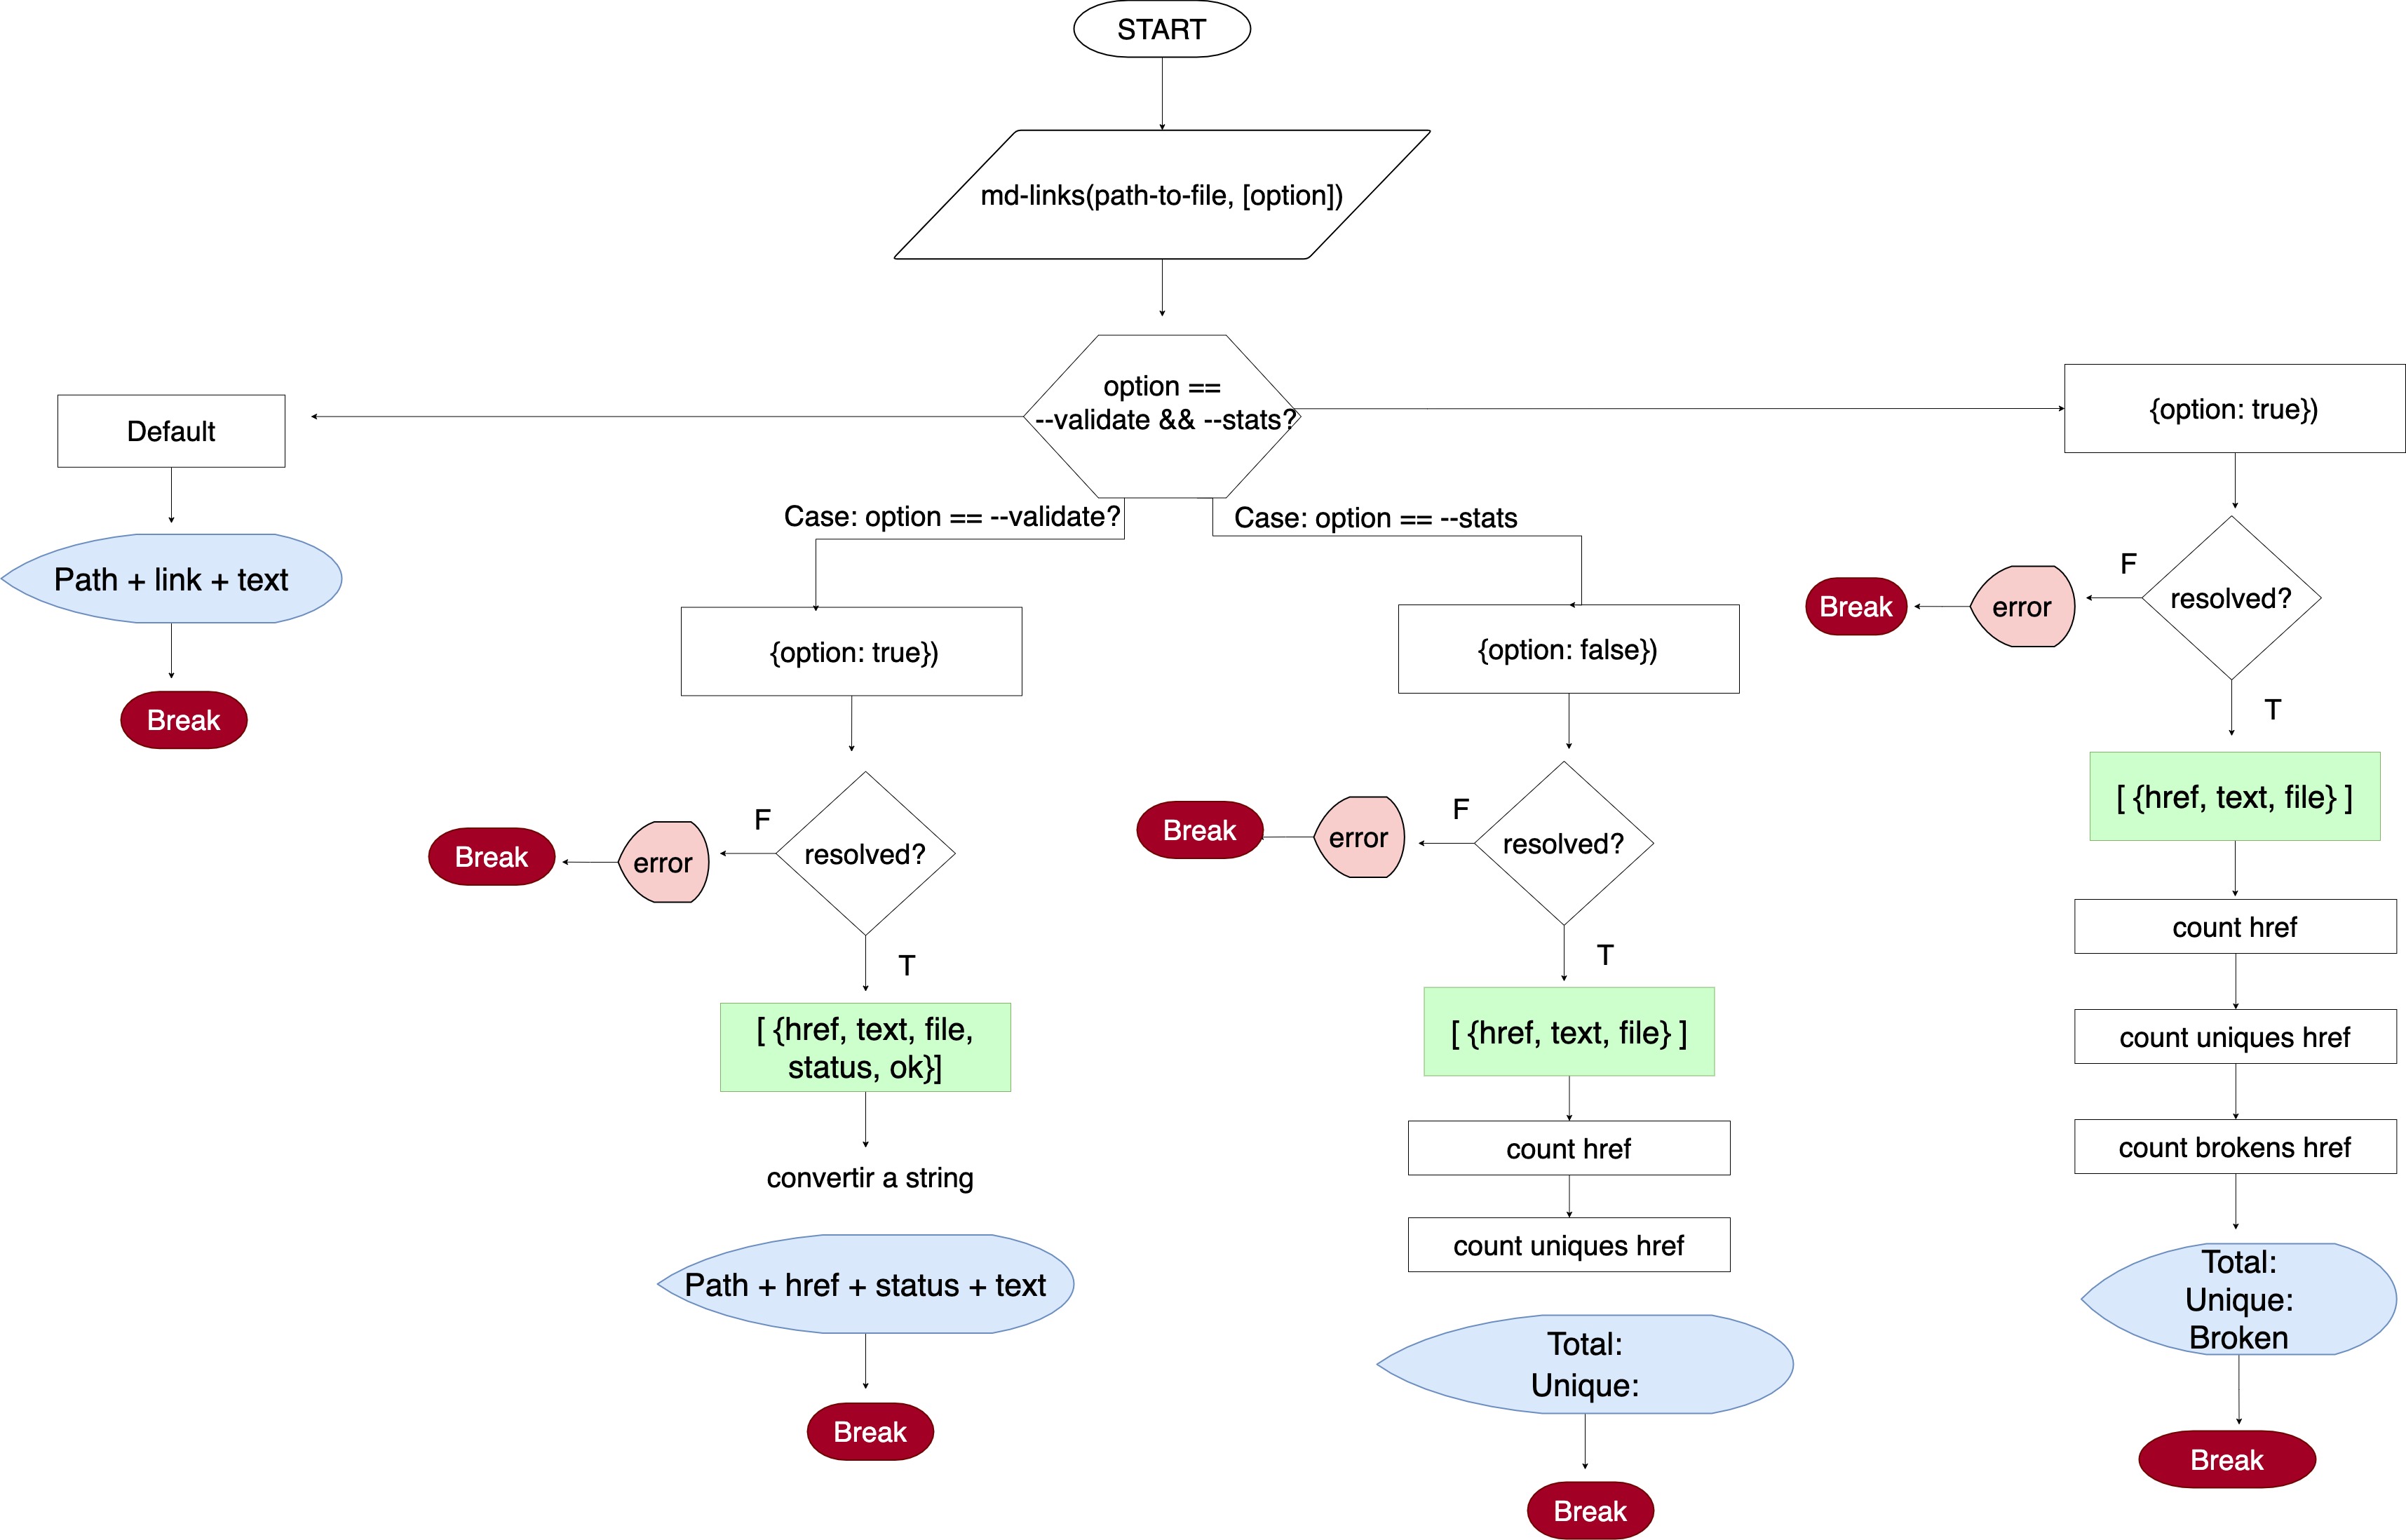 START
md-links(path-to-file, [option])
option ==
--validate && --stats?
Default
Path + link + text
Break
Case: option == --validate?
{option: true})
resolved?
F
error
Break
T
[ {href, text, file,
status, ok}]
convertir a string
Path + href + status + text
Break
Case: option == --stats
{option: false})
resolved?
F
error
Break
T
[ {href, text, file} ]
count href
count uniques href
Total:
Unique:
Break
{option: true})
resolved?
F
error
Break
T
[ {href, text, file} ]
count href
count uniques href
count brokens href
Total:
Unique:
Broken
Break